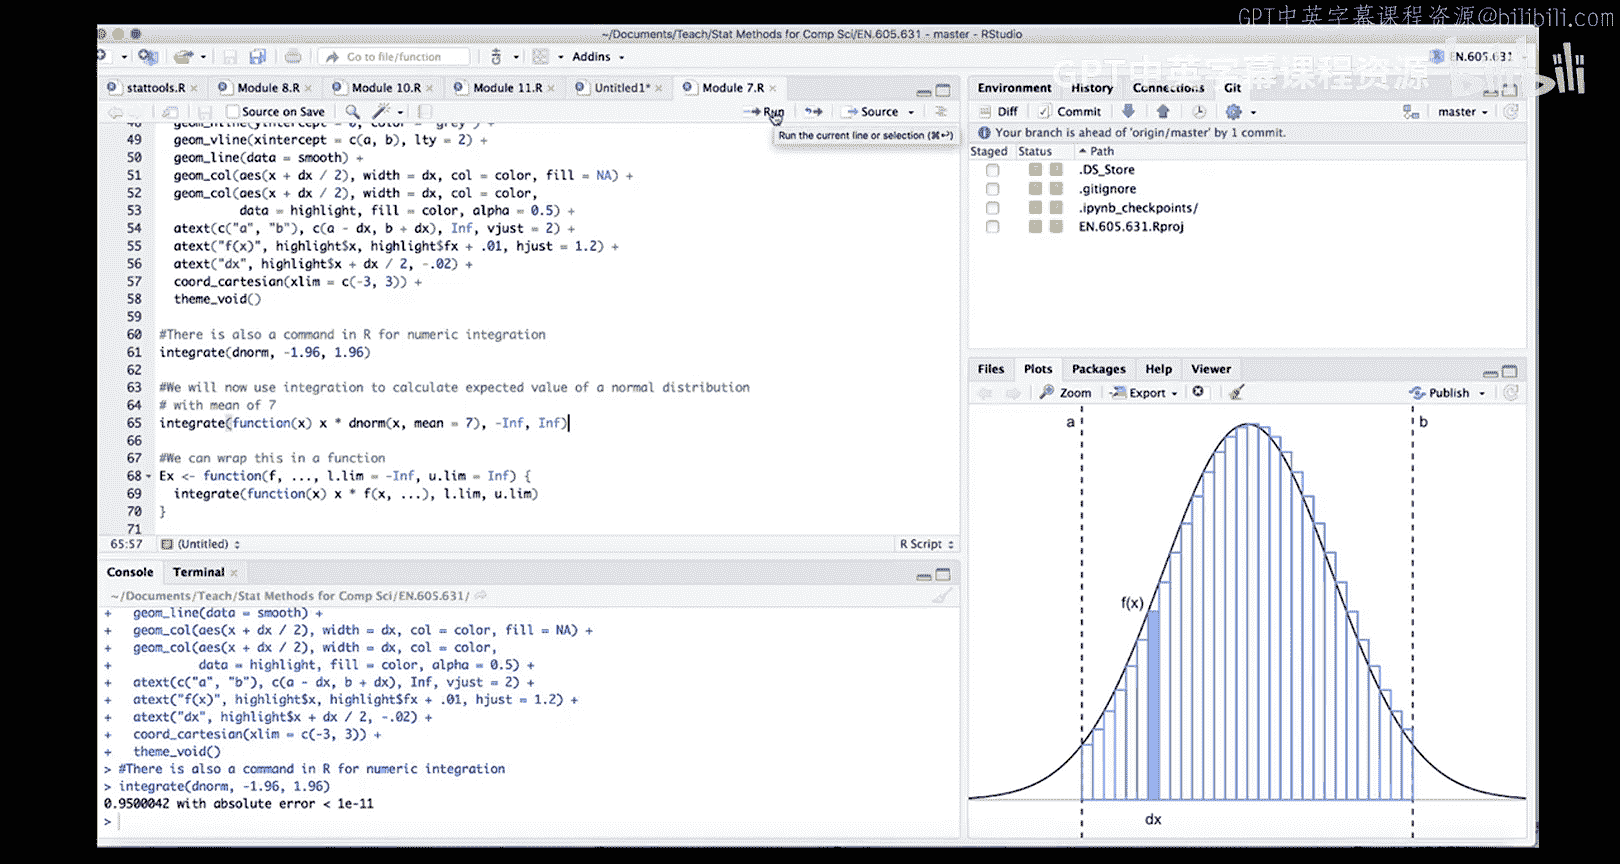 GPT中英字幕课程资源@bilibili.com
~/Documents/Teach/Stat Methods for Comp Sci/EN.605.631 - master - RStudio
Go to file/function
Addins
EN.605.631
GPT中英字幕课程资源
stattools.R
Module 8.R
Module 10.R
Module 11.R
Untitled1*
Module 7.R
Source on Save
Run
Source
Run the current line or selection (⌘↩)
49 geom_vline(xintercept = c(a, b), lty = 2) +
50 geom_line(data = smooth) +
51 geom_col(aes(x + dx / 2), width = dx, col = color, fill = NA) +
52 geom_col(aes(x + dx / 2), width = dx, col = color,
53 data = highlight, fill = color, alpha = 0.5) +
54 atext(c("a", "b"), c(a - dx, b + dx), Inf, vjust = 2) +
55 atext("f(x)", highlight$x, highlight$fx + .01, hjust = 1.2) +
56 atext("dx", highlight$x + dx / 2, -.02) +
57 coord_cartesian(xlim = c(-3, 3)) +
58 theme_void()
59
60 #There is also a command in R for numeric integration
61 integrate(dnorm, -1.96, 1.96)
62
63 #We will now use integration to calculate expected value of a normal distribution
64 # with mean of 7
65 integrate(function(x) x * dnorm(x, mean = 7), -Inf, Inf)
66
67 #We can wrap this in a function
68 Ex <- function(f, ..., l.lim = -Inf, u.lim = Inf) {
69 integrate(function(x) x * f(x, ...), l.lim, u.lim)
70 }
71
65:57
(Untitled)
R Script
Console
Terminal
~/Documents/Teach/Stat Methods for Comp Sci/EN.605.631/
+ geom_line(data = smooth) +
+ geom_col(aes(x + dx / 2), width = dx, col = color, fill = NA) +
+ geom_col(aes(x + dx / 2), width = dx, col = color,
+ data = highlight, fill = color, alpha = 0.5) +
+ atext(c("a", "b"), c(a - dx, b + dx), Inf, vjust = 2) +
+ atext("f(x)", highlight$x, highlight$fx + .01, hjust = 1.2) +
+ atext("dx", highlight$x + dx / 2, -.02) +
+ coord_cartesian(xlim = c(-3, 3)) +
+ theme_void()
> #There is also a command in R for numeric integration
> integrate(dnorm, -1.96, 1.96)
0.9500042 with absolute error < 1e-11
>
Environment
History
Connections
Git
Diff
Commit
master
Your branch is ahead of 'origin/master' by 1 commit.
Staged
Status
Path
.DS_Store
.gitignore
.ipynb_checkpoints/
EN.605.631.Rproj
Files
Plots
Packages
Help
Viewer
Zoom
Export
Publish
a
b
f(x)
dx